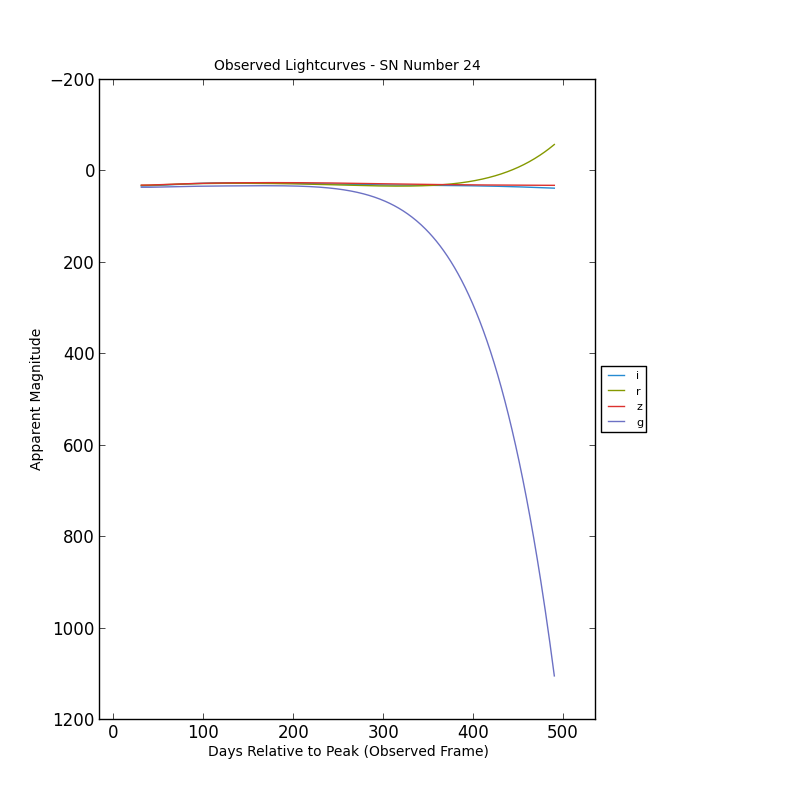 Observed Lightcurves - SN Number 24
−200
0
200
400
600
800
1000
1200
Apparent Magnitude
0 100 200 300 400 500
Days Relative to Peak (Observed Frame)
i
r
z
g